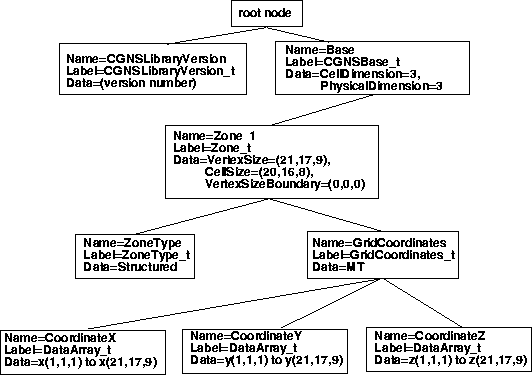 root node
Name=CGNSLibraryVersion
Label=CGNSLibraryVersion_t
Data=(version number)
Name=Base
Label=CGNSBase_t
Data=CellDimension=3,
PhysicalDimension=3
Name=Zone 1
Label=Zone_t
Data=VertexSize=(21,17,9),
CellSize=(20,16,8),
VertexSizeBoundary=(0,0,0)
Name=ZoneType
Label=ZoneType_t
Data=Structured
Name=GridCoordinates
Label=GridCoordinates_t
Data=MT
Name=CoordinateX
Label=DataArray_t
Data=x(1,1,1) to x(21,17,9)
Name=CoordinateY
Label=DataArray_t
Data=y(1,1,1) to y(21,17,9)
Name=CoordinateZ
Label=DataArray_t
Data=z(1,1,1) to z(21,17,9)